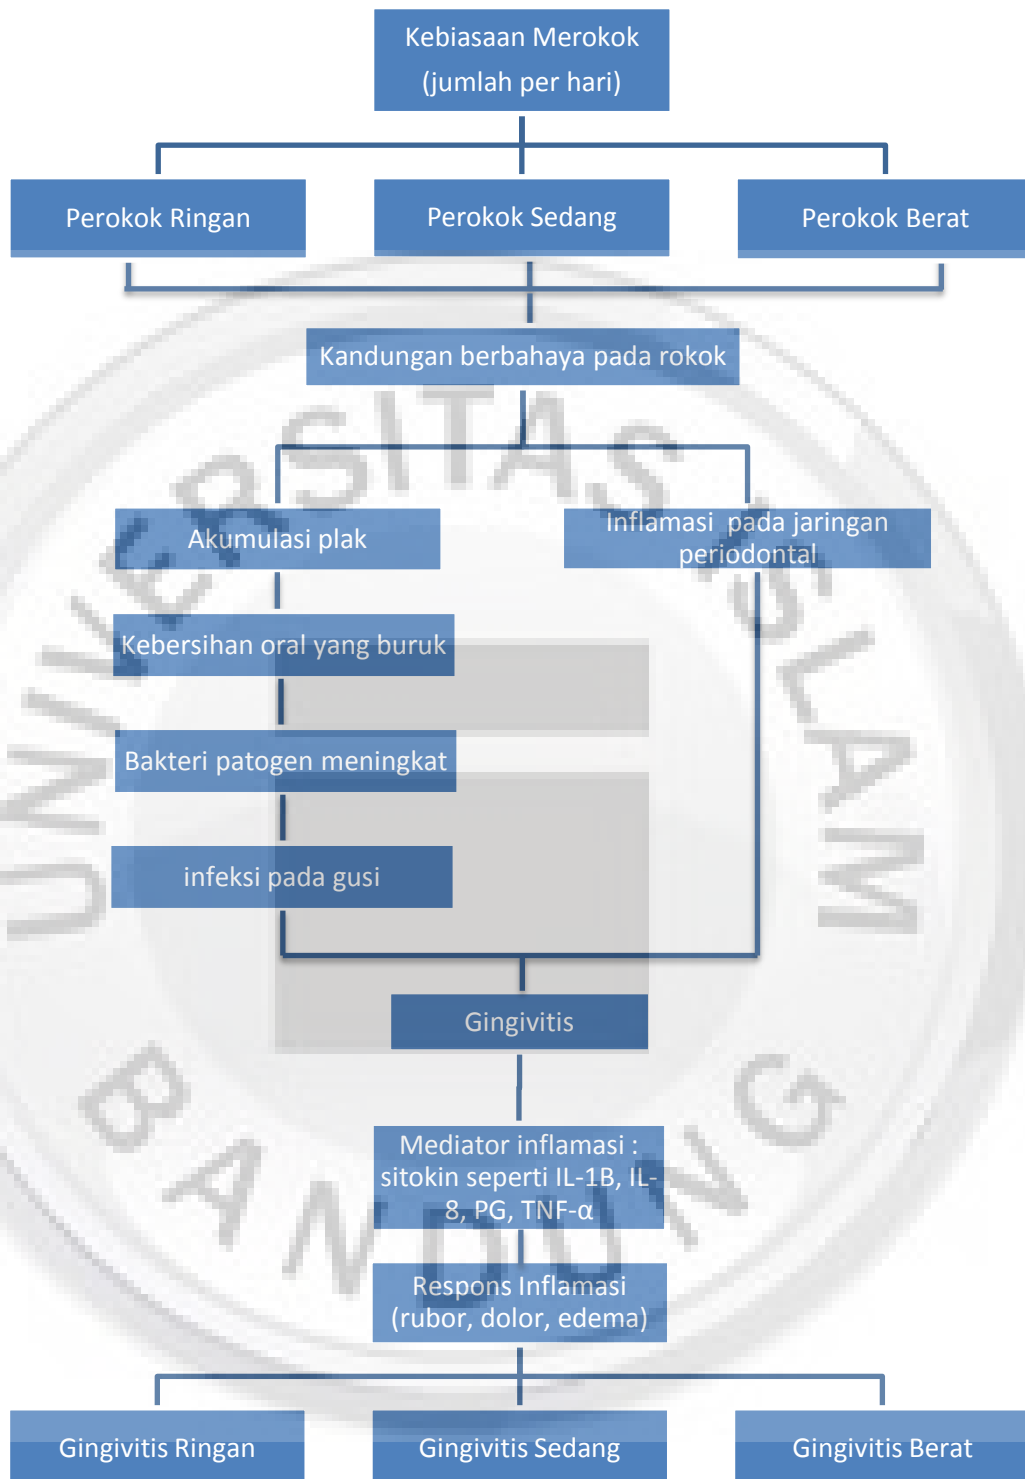 Kebiasaan Merokok
(jumlah per hari)
Perokok Ringan
Perokok Sedang
Perokok Berat
Kandungan berbahaya pada rokok
Akumulasi plak
Inflamasi pada jaringan
periodontal
Kebersihan oral yang buruk
Bakteri patogen meningkat
infeksi pada gusi
Gingivitis
Mediator inflamasi :
sitokin seperti IL-1B, IL-
8, PG, TNF-α
Respons Inflamasi
(rubor, dolor, edema)
Gingivitis Ringan
Gingivitis Sedang
Gingivitis Berat
UNIVERSITAS ISLAM
BANDUNG